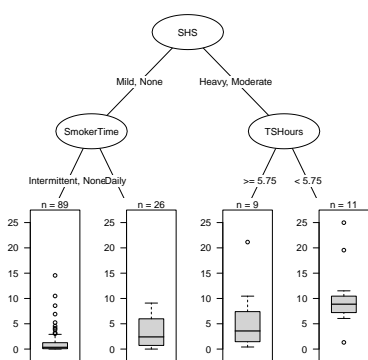 SHS
Mild, None
Heavy, Moderate
SmokerTime
TSHours
Intermittent, None
Daily
>= 5.75
< 5.75
n = 89
n = 26
n = 9
n = 11
25
20
15
10
5
0
25
20
15
10
5
0
25
20
15
10
5
0
25
20
15
10
5
0